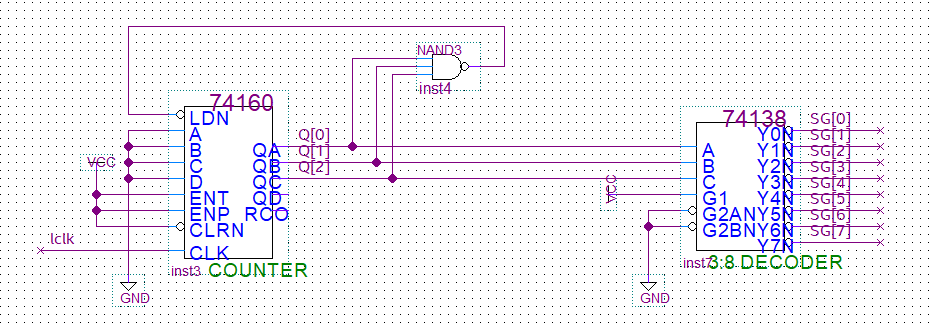 NAND3
inst4
74160
LDN
A
B
C
D
ENT
ENP
CLRN
CLK
QA
QB
QC
QD
RCO
inst3
COUNTER
VCC
lclk
GND
Q[0]
Q[1]
Q[2]
74138
A
B
C
G1
G2AN
G2BN
Y0N
Y1N
Y2N
Y3N
Y4N
Y5N
Y6N
Y7N
inst7
3:8 DECODER
VCC
GND
SG[0]
SG[1]
SG[2]
SG[3]
SG[4]
SG[5]
SG[6]
SG[7]